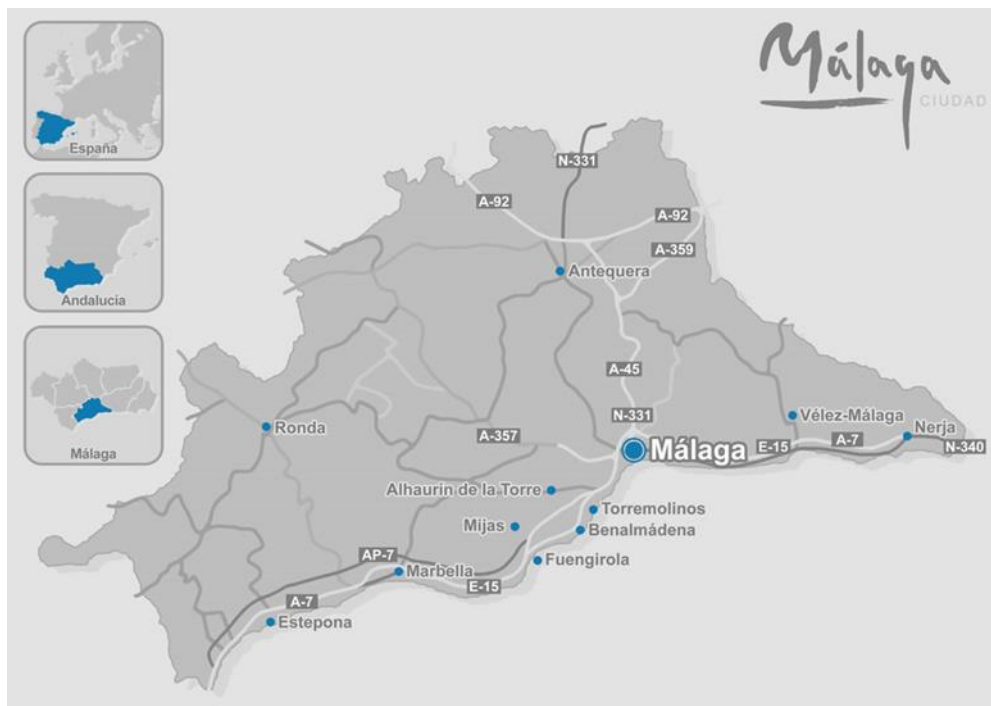 Málaga
CIUDAD
España
Andalucía
Málaga
N-331
A-92
A-92
A-359
Antequera
A-45
N-331
Vélez-Málaga
Ronda
Nerja
A-357
Málaga
E-15
A-7
N-340
Alhaurín de la Torre
Torremolinos
Mijas
Benalmádena
AP-7
Fuengirola
Marbella
E-15
A-7
Estepona